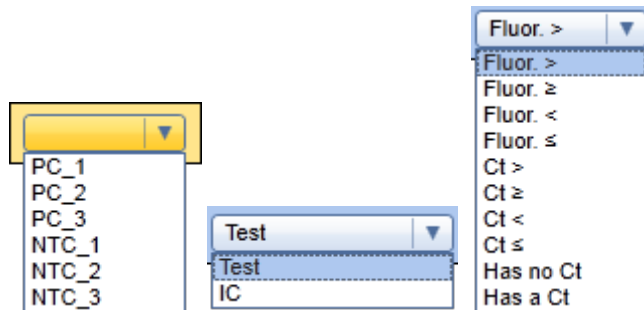 PC_1
PC_2
PC_3
NTC_1
NTC_2
NTC_3
Test
Test
IC
Fluor. >
Fluor. >
Fluor. ≥
Fluor. <
Fluor. ≤
Ct >
Ct ≥
Ct <
Ct ≤
Has no Ct
Has a Ct